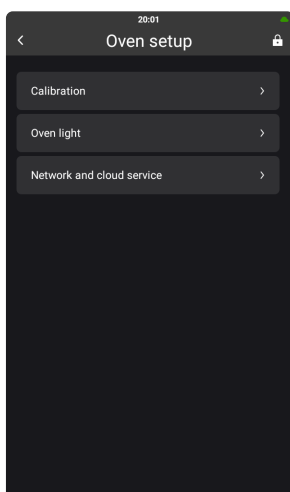 20:01
Oven setup
Calibration
Oven light
Network and cloud service